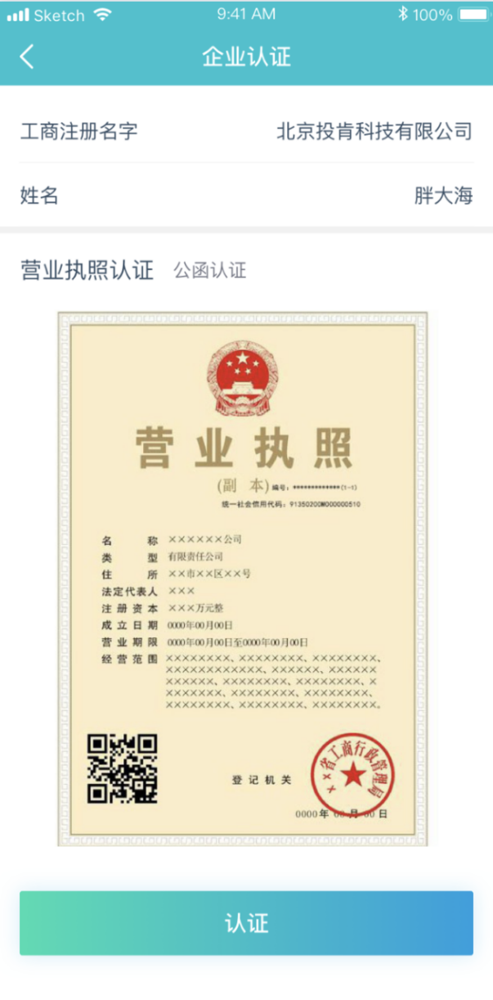 Sketch 9:41 AM 100%
企业认证
工商注册名字 北京投肯科技有限公司
姓名 胖大海
营业执照认证 公函认证
营业执照
(副 本) 编号：*************(1-1)
统一社会信用代码：91350200M000000510
名 称 ××××××公司
类 型 有限责任公司
住 所 ××市××区××号
法定代表人 ×××
注册资本 ×××万元整
成立日期 0000年00月00日
营业期限 0000年00月00日至0000年00月00日
经营范围 ××××××××、××××××××、××××××××、
××××××××××××、××××××、××××××
××××××、××××××××、××××××××、×
×××××××、××××××××、××××××××、
××××××××、××××××××、××××××××。
××省工商行政管理局
登记机关
0000年 00 月 00 日
认证